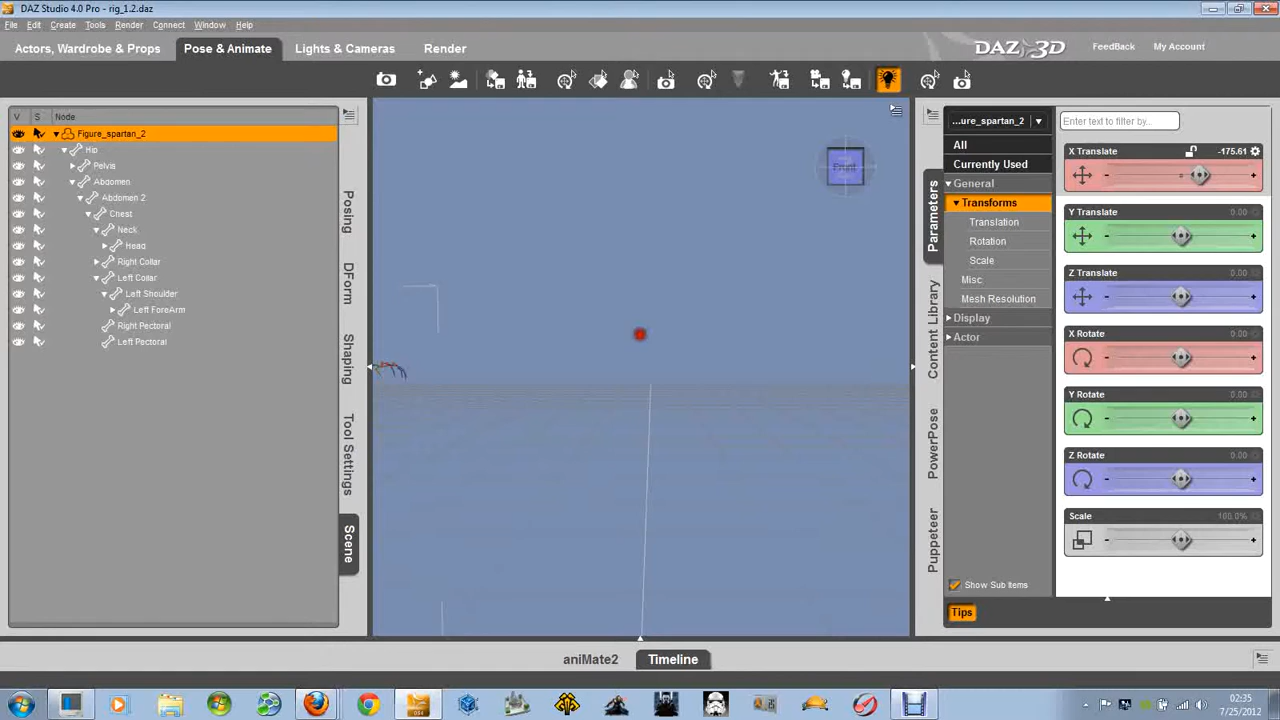 DAZ Studio 4.0 Pro - rig_1.2.daz
File Edit Create Tools Render Connect Window Help
Actors, Wardrobe & Props Pose & Animate Lights & Cameras Render
DAZ 3D FeedBack My Account
V S Node
Figure_spartan_2
Hip
Pelvis
Abdomen
Abdomen 2
Chest
Neck
Head
Right Collar
Left Collar
Left Shoulder
Left ForeArm
Right Pectoral
Left Pectoral
Posing
DForm
Shaping
Tool Settings
Scene
Front
Parameters
Content Library
PowerPose
Puppeteer
...ure_spartan_2
Enter text to filter by...
All
Currently Used
General
Transforms
Translation
Rotation
Scale
Misc
Mesh Resolution
Display
Actor
Show Sub Items
X Translate -175.61
Y Translate 0.00
Z Translate 0.00
X Rotate 0.00
Y Rotate 0.00
Z Rotate 0.00
Scale 100.0%
Tips
aniMate2 Timeline
02:35
7/25/2012